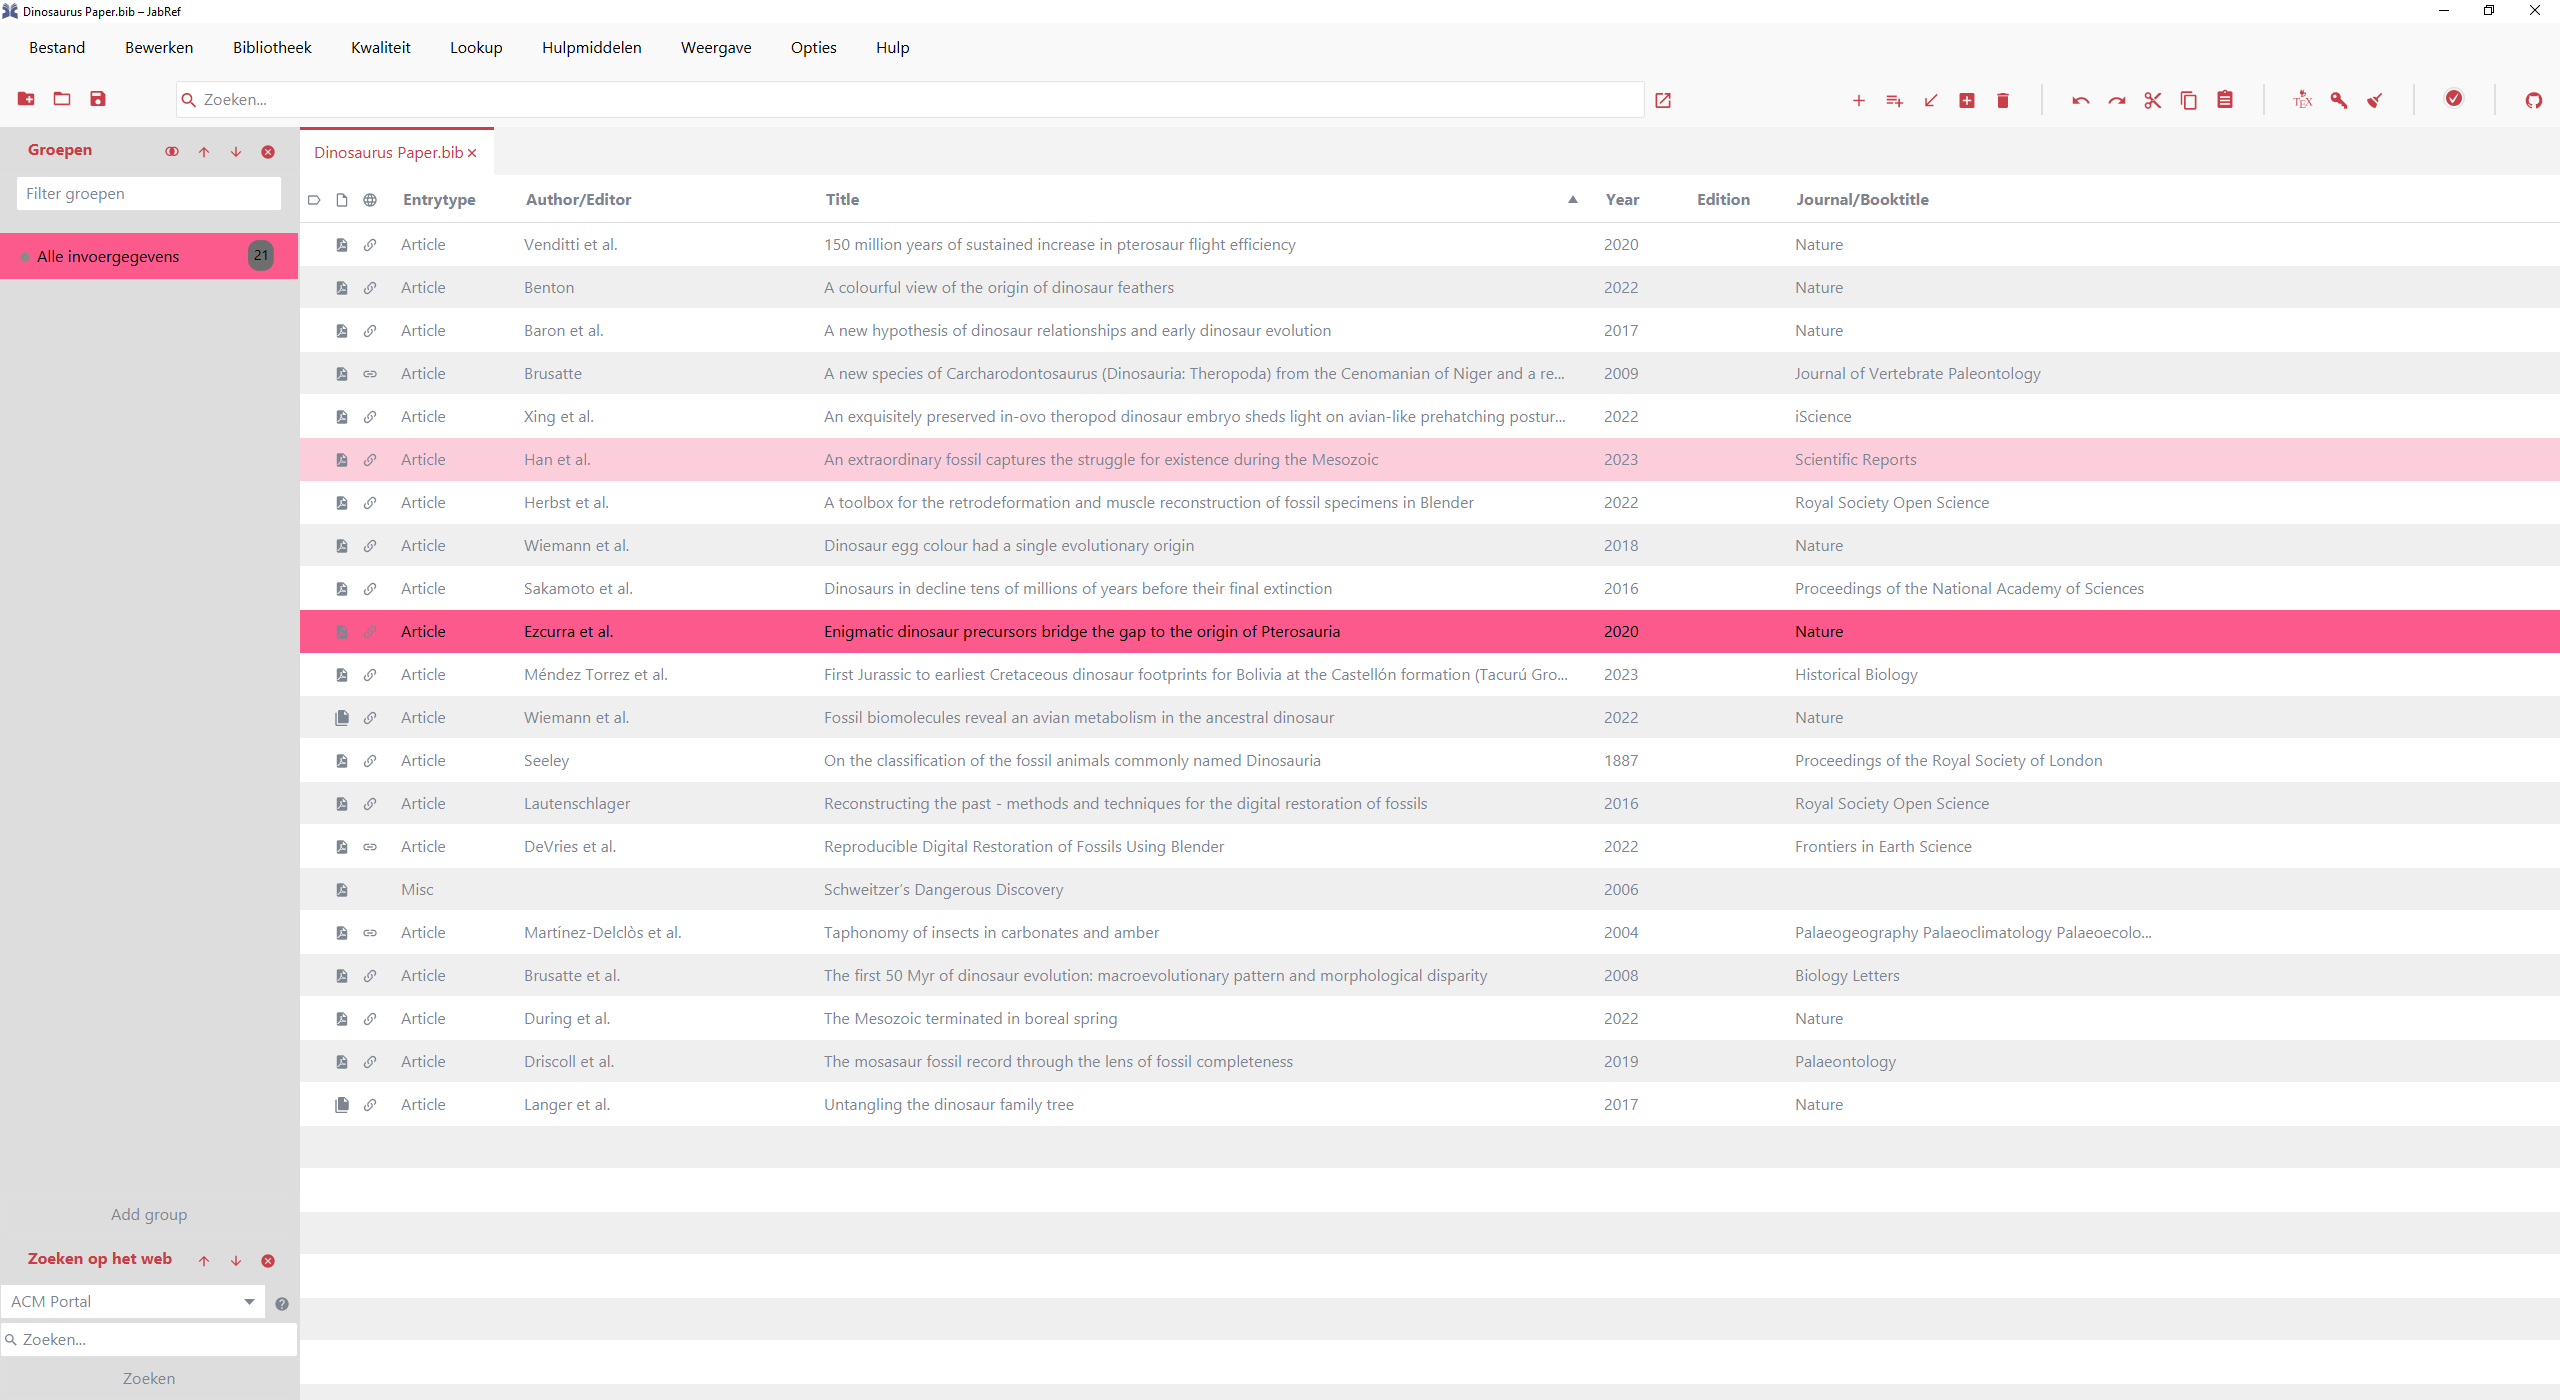 Dinosaurus Paper.bib – JabRef
Bestand Bewerken Bibliotheek Kwaliteit Lookup Hulpmiddelen Weergave Opties Hulp
Zoeken...
TEX
Groepen
Filter groepen
Alle invoergegevens 21
Dinosaurus Paper.bib
Entrytype Author/Editor Title Year Edition Journal/Booktitle
Article Venditti et al. 150 million years of sustained increase in pterosaur flight efficiency 2020 Nature
Article Benton A colourful view of the origin of dinosaur feathers 2022 Nature
Article Baron et al. A new hypothesis of dinosaur relationships and early dinosaur evolution 2017 Nature
Article Brusatte A new species of Carcharodontosaurus (Dinosauria: Theropoda) from the Cenomanian of Niger and a re... 2009 Journal of Vertebrate Paleontology
Article Xing et al. An exquisitely preserved in-ovo theropod dinosaur embryo sheds light on avian-like prehatching postur... 2022 iScience
Article Han et al. An extraordinary fossil captures the struggle for existence during the Mesozoic 2023 Scientific Reports
Article Herbst et al. A toolbox for the retrodeformation and muscle reconstruction of fossil specimens in Blender 2022 Royal Society Open Science
Article Wiemann et al. Dinosaur egg colour had a single evolutionary origin 2018 Nature
Article Sakamoto et al. Dinosaurs in decline tens of millions of years before their final extinction 2016 Proceedings of the National Academy of Sciences
Article Ezcurra et al. Enigmatic dinosaur precursors bridge the gap to the origin of Pterosauria 2020 Nature
Article Méndez Torrez et al. First Jurassic to earliest Cretaceous dinosaur footprints for Bolivia at the Castellón formation (Tacurú Gro... 2023 Historical Biology
Article Wiemann et al. Fossil biomolecules reveal an avian metabolism in the ancestral dinosaur 2022 Nature
Article Seeley On the classification of the fossil animals commonly named Dinosauria 1887 Proceedings of the Royal Society of London
Article Lautenschlager Reconstructing the past - methods and techniques for the digital restoration of fossils 2016 Royal Society Open Science
Article DeVries et al. Reproducible Digital Restoration of Fossils Using Blender 2022 Frontiers in Earth Science
Misc Schweitzer’s Dangerous Discovery 2006
Article Martínez-Delclòs et al. Taphonomy of insects in carbonates and amber 2004 Palaeogeography Palaeoclimatology Palaeoecolo...
Article Brusatte et al. The first 50 Myr of dinosaur evolution: macroevolutionary pattern and morphological disparity 2008 Biology Letters
Article During et al. The Mesozoic terminated in boreal spring 2022 Nature
Article Driscoll et al. The mosasaur fossil record through the lens of fossil completeness 2019 Palaeontology
Article Langer et al. Untangling the dinosaur family tree 2017 Nature
Add group
Zoeken op het web
ACM Portal
Zoeken...
Zoeken